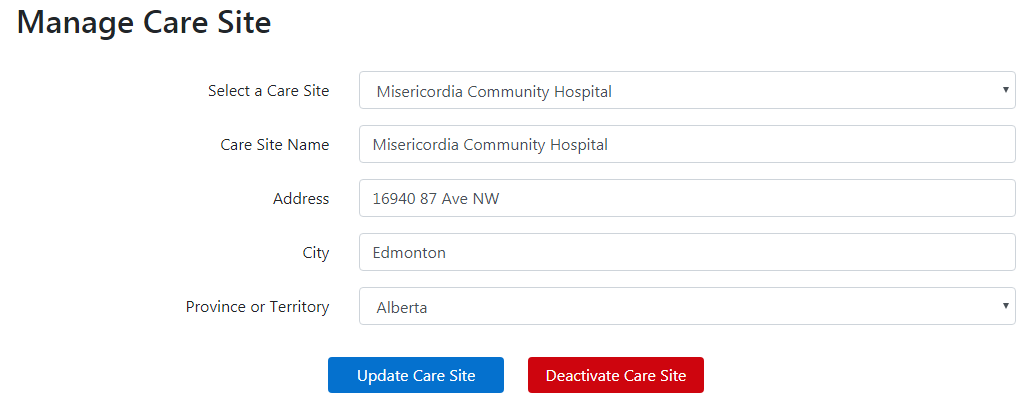 Manage Care Site
Select a Care Site Misericordia Community Hospital
Care Site Name Misericordia Community Hospital
Address 16940 87 Ave NW
City Edmonton
Province or Territory Alberta
Update Care Site Deactivate Care Site